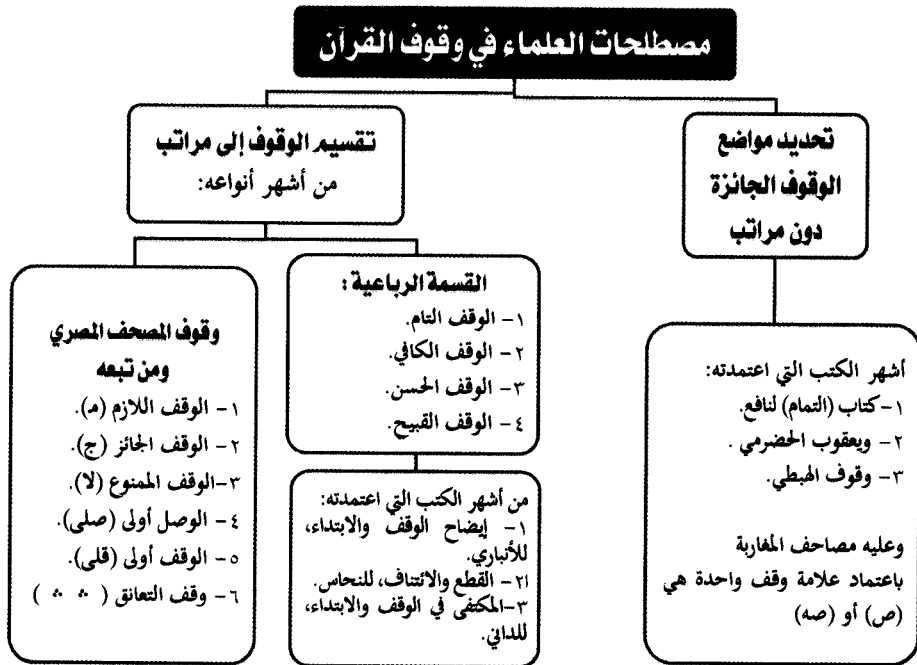 مصطلحات العلماء في وقوف القرآن
تحديد مواضع
الوقوف الجائزة
دون مراتب
أشهر الكتب التي اعتمدته:
١-كتاب (التمام) لنافع.
٢- ويعقوب الحضرمي .
٣- وقوف الهبطي.
وعليه مصاحف المغاربة
باعتماد علامة وقف واحدة هي
(ص) أو (صه)
تقسيم الوقوف إلى مراتب
من أشهر أنواعه:
القسمة الرباعية :
١- الوقف التام.
٢- الوقف الكافي.
٣- الوقف الحسن.
٤- الوقف القبيح.
من أشهر الكتب التي اعتمدته:
١- إيضاح الوقف والابتداء،
للأنباري.
٢١- القطع والائتناف، للنحاس.
٣-المكتفى في الوقف والابتداء،
للداني.
وقوف المصحف المصري
ومن تبعه
١- الوقف اللازم (مـ).
٢- الوقف الجائز (ج).
٣-الوقف الممنوع (لا).
٤- الوصل أولى (صلى).
٥- الوقف أولى (قلى).
٦- وقف التعانق ( ∴ ∴ )